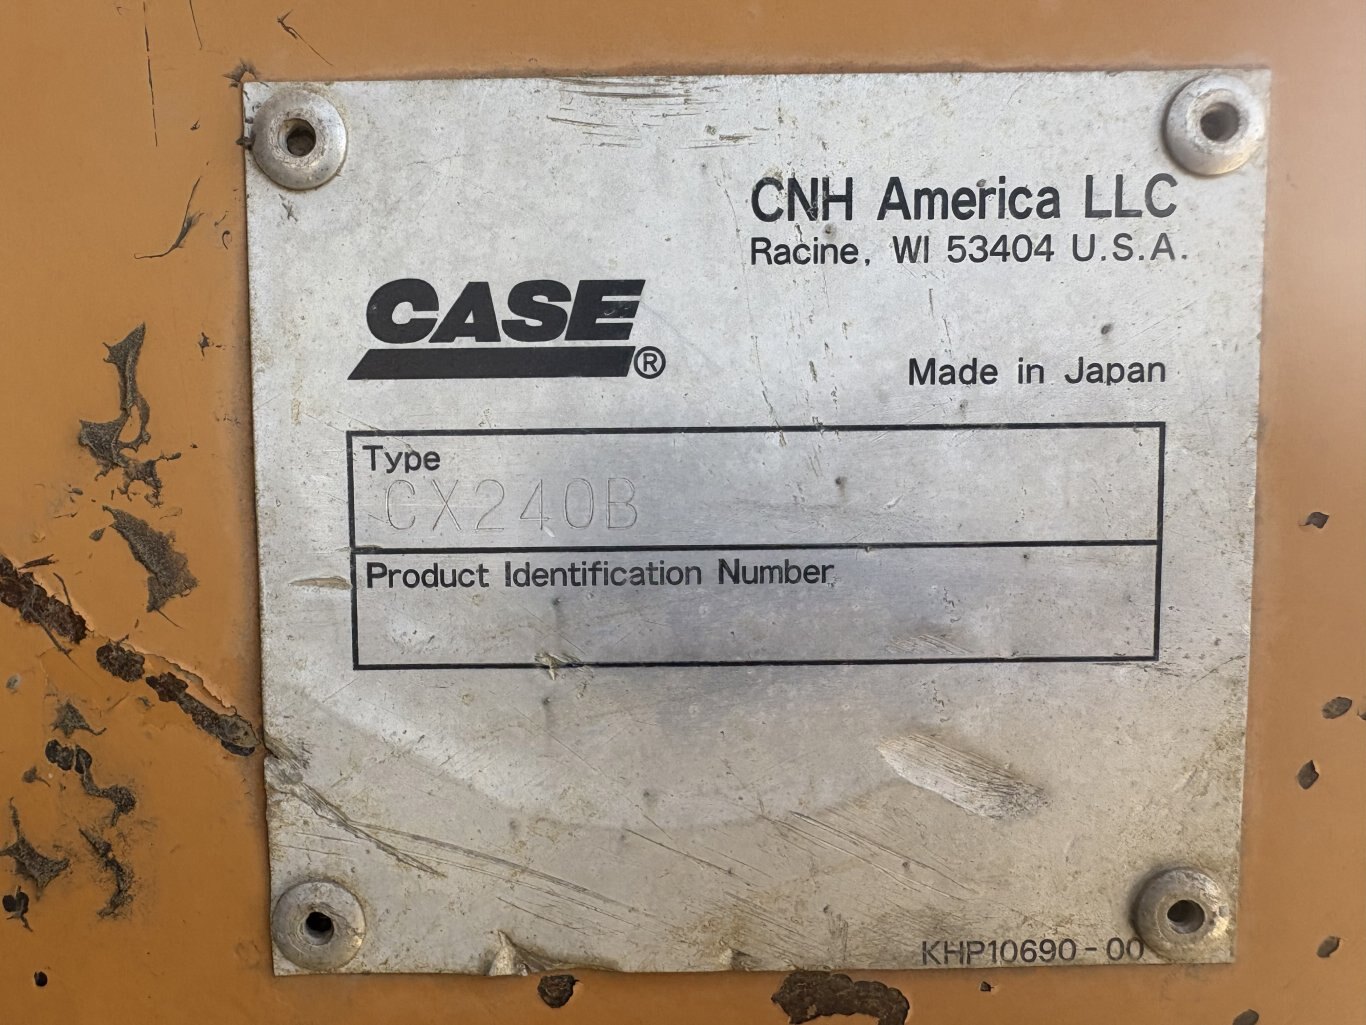 CNH America LLC
Racine, WI 53404 U.S.A.
CASE®
Made in Japan
Type
CX240B
Product Identification Number
KHP10690-00